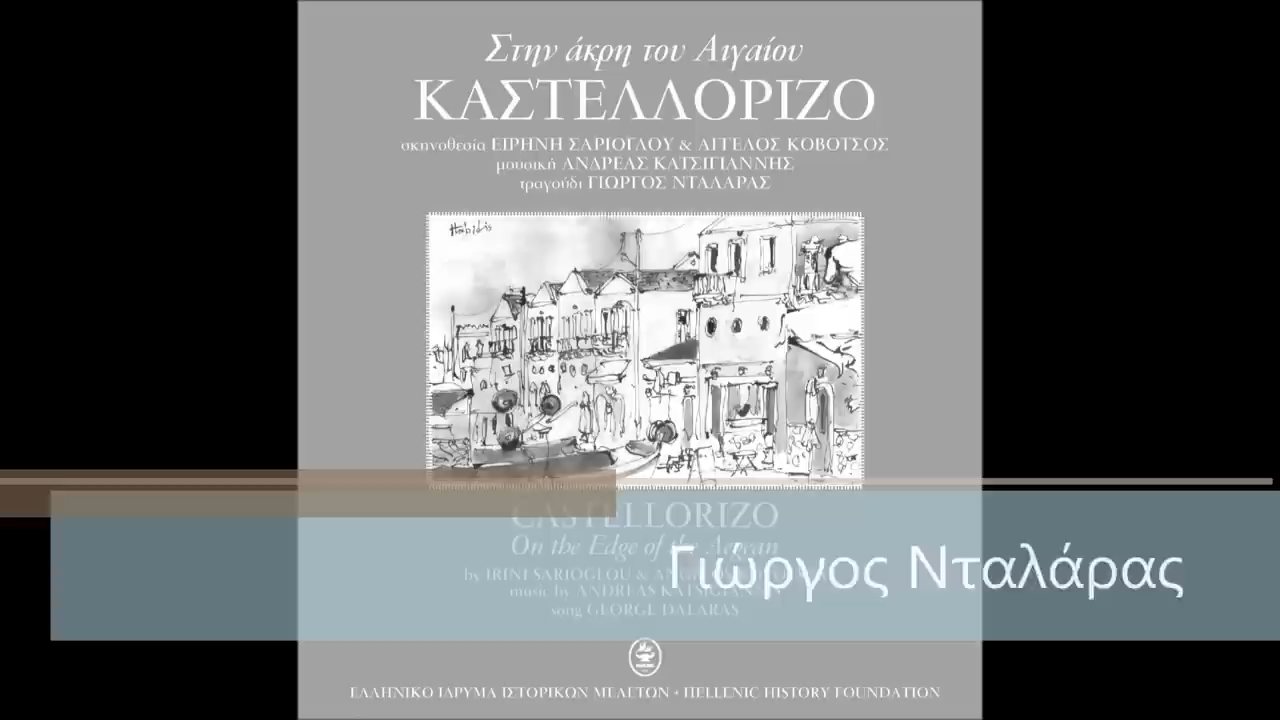 Στην άκρη του Αιγαίου
ΚΑΣΤΕΛΛΟΡΙΖΟ
σκηνοθεσία ΕΙΡΗΝΗ ΣΑΡΙΟΓΛΟΥ & ΑΓΓΕΛΟΣ ΚΟΒΟΤΣΟΣ
μουσική ΑΝΔΡΕΑΣ ΚΑΤΣΙΓΙΑΝΝΗΣ
τραγούδι ΓΙΩΡΓΟΣ ΝΤΑΛΑΡΑΣ
CASTELLORIZO
On the Edge of the Aegean
Γιώργος Νταλάρας
by IRINI SARIOGLOU &
music by ANDREAS
song GEORGE DALARAS
ΕΛΛΗΝΙΚΟ ΙΔΡΥΜΑ ΙΣΤΟΡΙΚΩΝ ΜΕΛΕΤΩΝ • HELLENIC HISTORY FOUNDATION